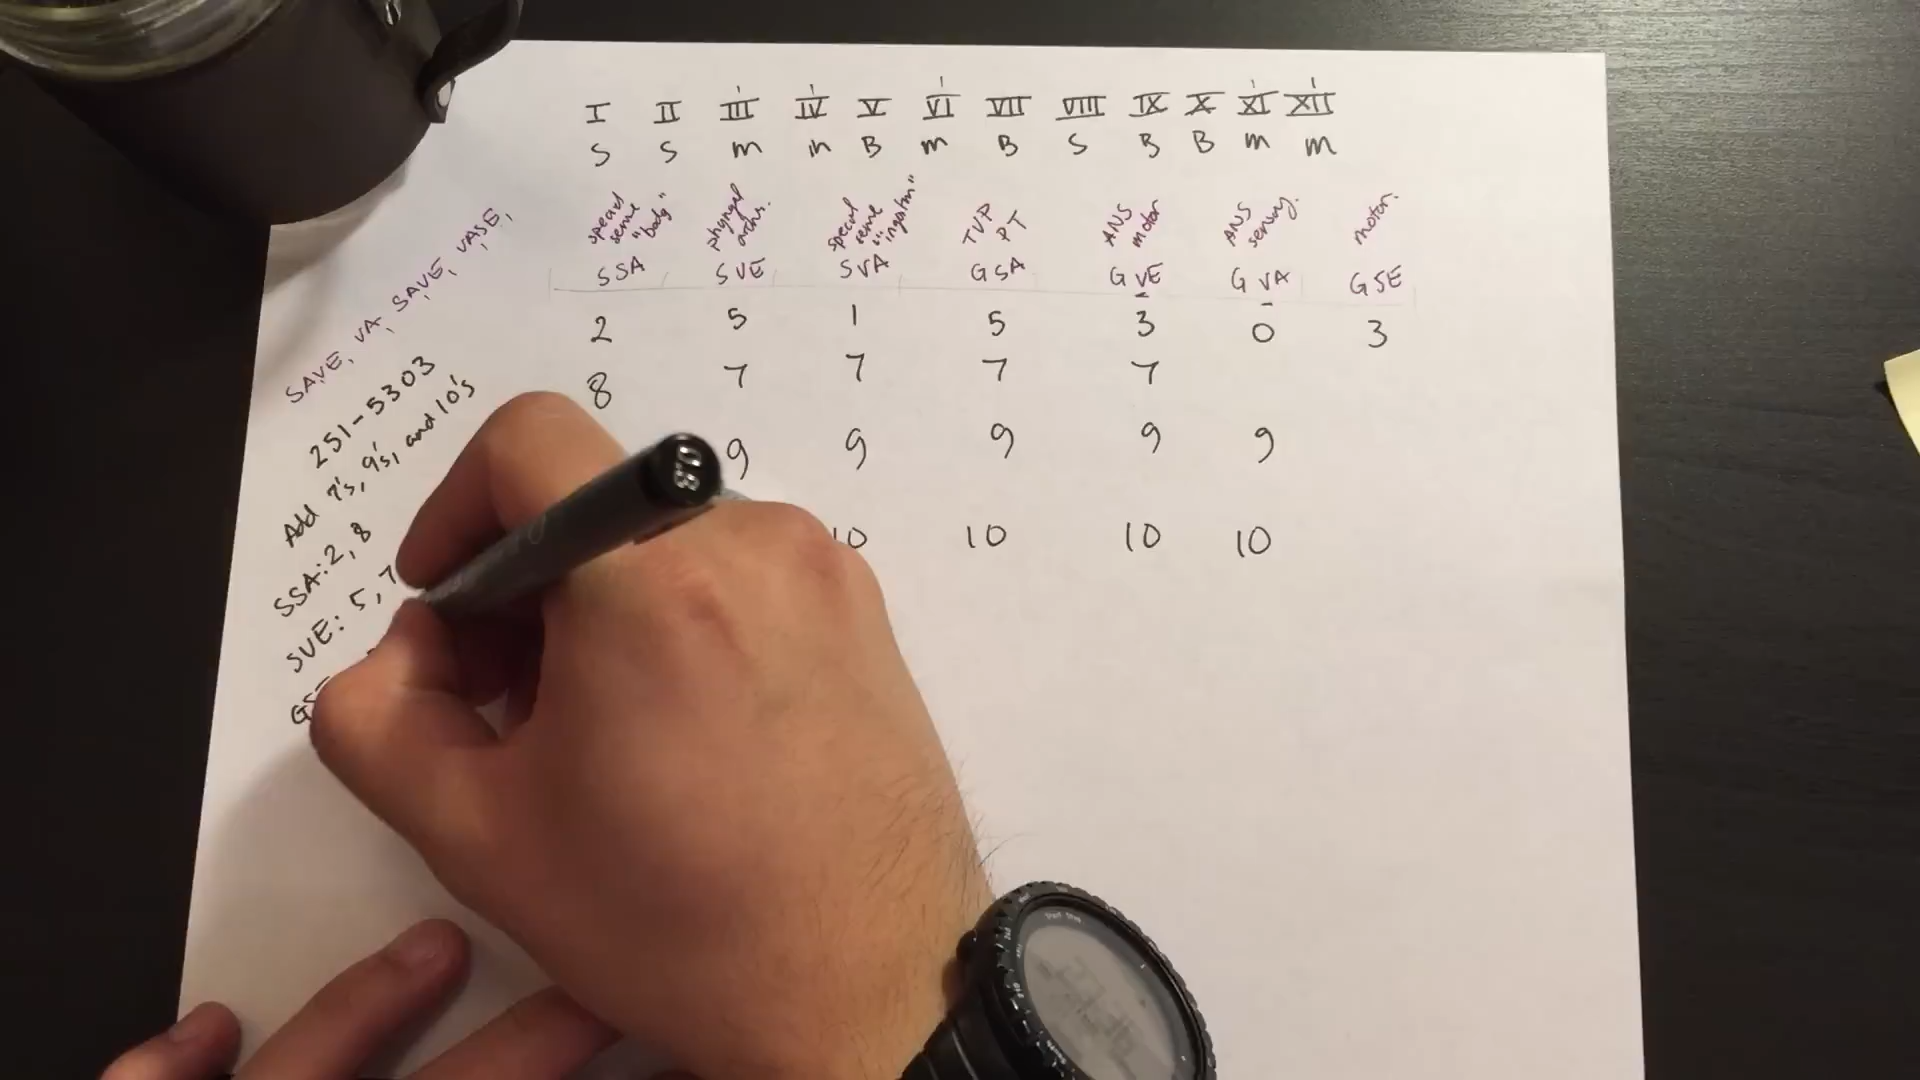 I II III IV V VI VII VIII IX X XI XII
S S m m B m B S B B m m
special sense "body"
pharyngeal archs.
special sense "ingestion"
TVP PT
ANS motor
ANS sensory.
motor.
SSA SVE SVA GSA GVE GVA GSE
2 5 1 5 3 0 3
8 7 7 7 7
9 9 9 9 9
10 10 10 10
SAVE, VA, SAVE, VASE,
251-5303
Add 7's, 9's, and 10's
SSA: 2, 8
SVE: 5, 7
0.8